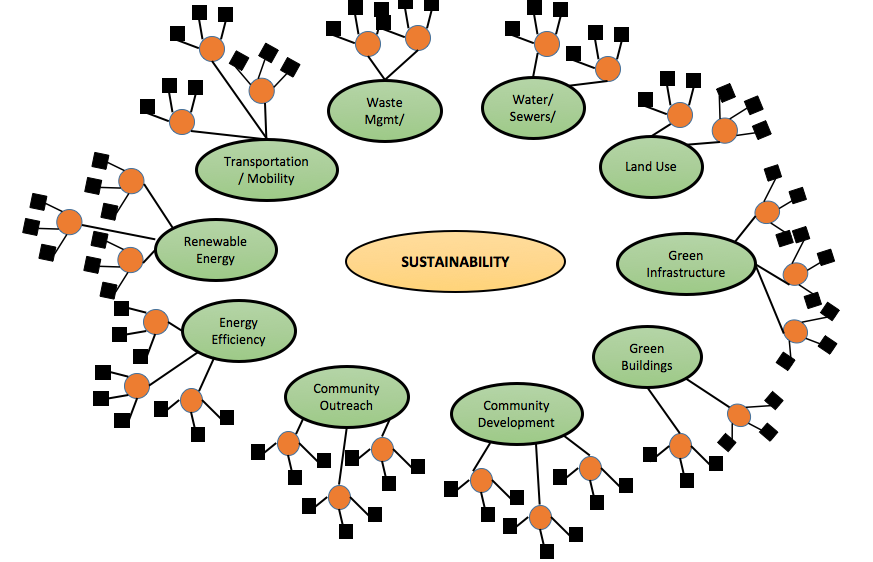 Waste
Mgmt/
Water/
Sewers/
Transportation
/ Mobility
Land Use
Renewable
Energy
SUSTAINABILITY
Green
Infrastructure
Energy
Efficiency
Green
Buildings
Community
Outreach
Community
Development